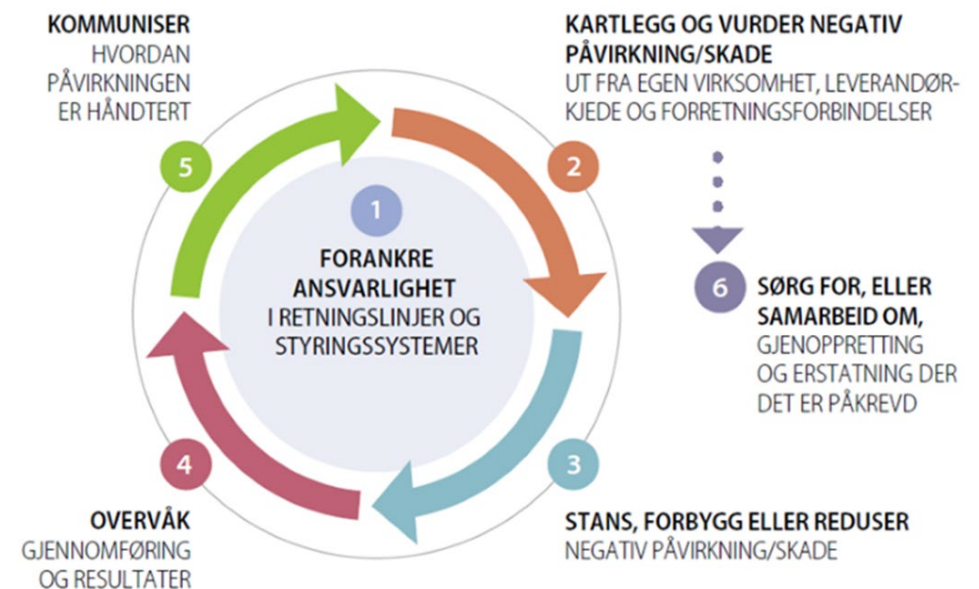 KOMMUNISER
HVORDAN
PÅVIRKNINGEN
ER HÅNDTERT
5
KARTLEGG OG VURDER NEGATIV
PÅVIRKNING/SKADE
UT FRA EGEN VIRKSOMHET, LEVERANDØR-
KJEDE OG FORRETNINGSFORBINDELSER
2
1
FORANKRE
ANSVARLIGHET
I RETNINGSLINJER OG
STYRINGSSYSTEMER
6
SØRG FOR, ELLER
SAMARBEID OM,
GJENOPPRETTING
OG ERSTATNING DER
DET ER PÅKREVD
4
OVERVÅK
GJENNOMFØRING
OG RESULTATER
3
STANS, FORBYGG ELLER REDUSER
NEGATIV PÅVIRKNING/SKADE